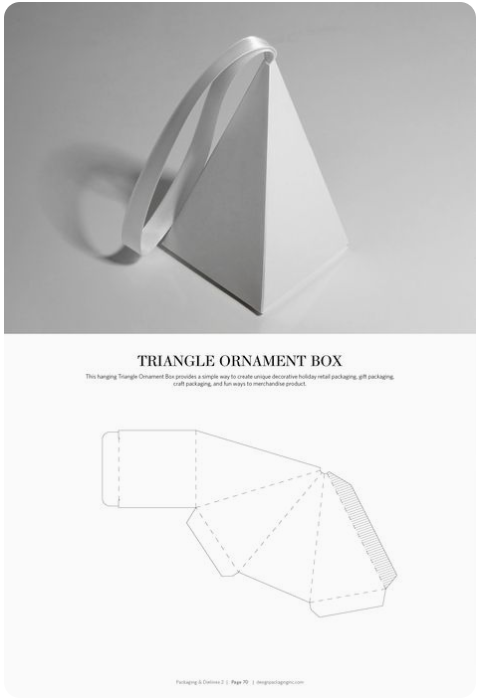 TRIANGLE ORNAMENT BOX
This hanging Triangle Ornament Box provides a simple way to create unique decorative holiday retail packaging, gift packaging,
craft packaging, and fun ways to merchandise product.
Packaging & Dielines 2 | Page 70 | designpackaginginc.com